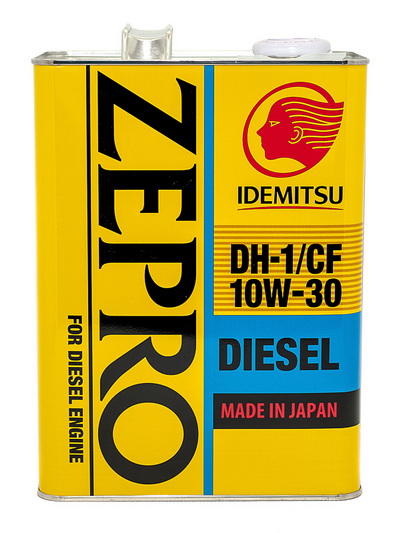 ZEPRO
FOR DIESEL ENGINE
IDEMITSU
DH-1/CF
10W-30
DIESEL
MADE IN JAPAN